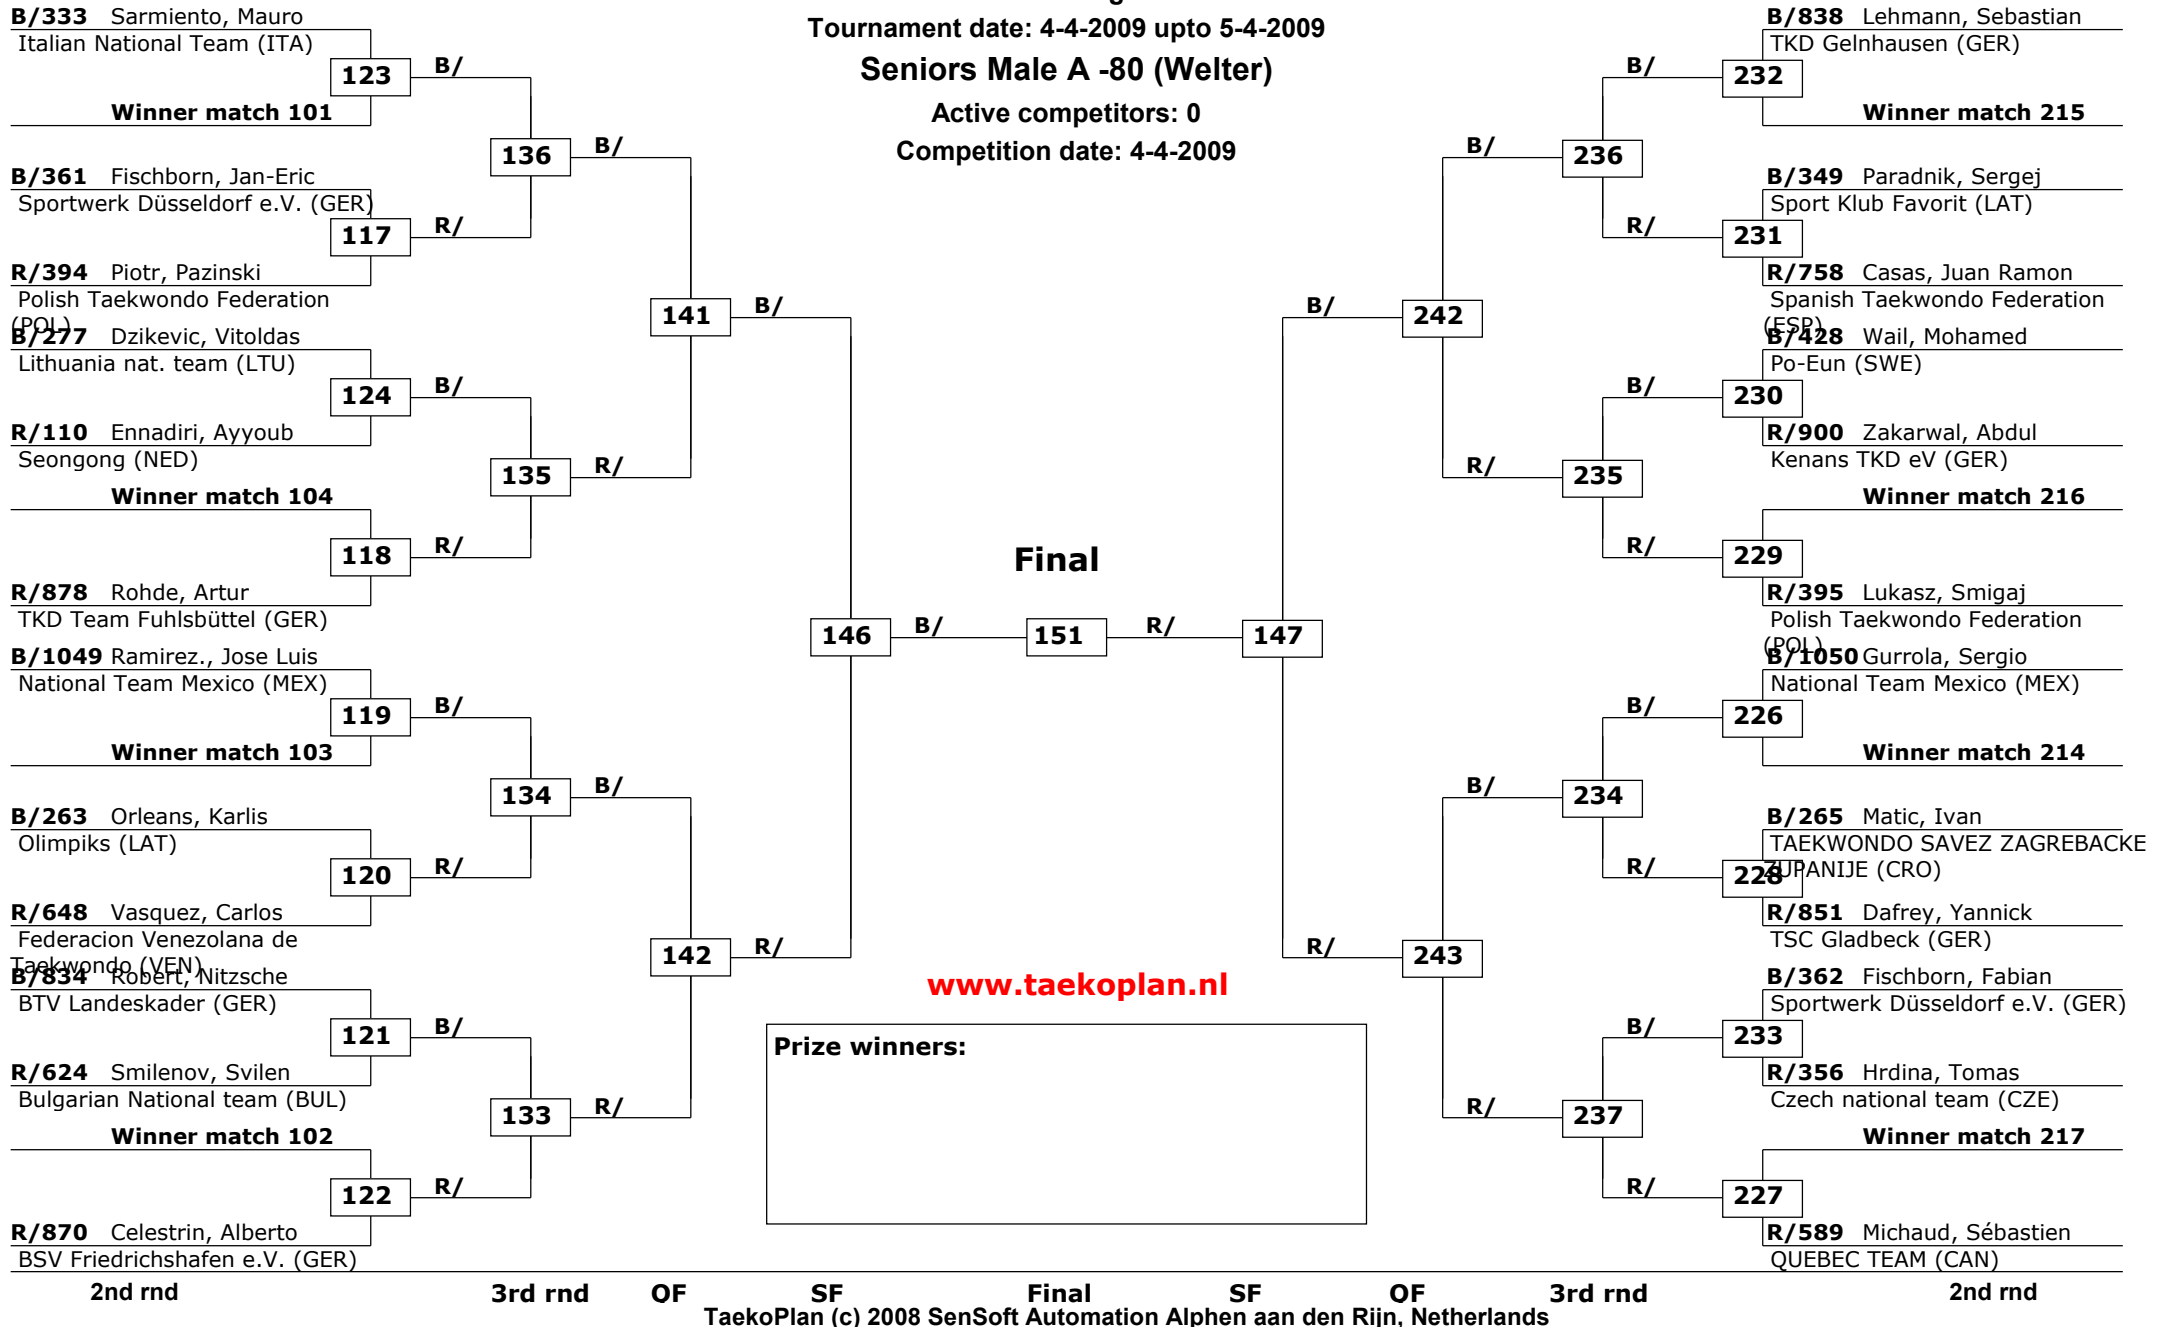 Tournament date: 4-4-2009 upto 5-4-2009
Seniors Male A -80 (Welter)
Active competitors: 0
Competition date: 4-4-2009
B/333 Sarmiento, Mauro
Italian National Team (ITA)
123 B/
Winner match 101
136 B/
B/361 Fischborn, Jan-Eric
Sportwerk Düsseldorf e.V. (GER)
117 R/
R/394 Piotr, Pazinski
Polish Taekwondo Federation
(POL)
141 B/
B/277 Dzikevic, Vitoldas
Lithuania nat. team (LTU)
124 B/
R/110 Ennadiri, Ayyoub
Seongong (NED)
135 R/
Winner match 104
118 R/
R/878 Rohde, Artur
TKD Team Fuhlsbüttel (GER)
146 B/
B/1049 Ramirez., Jose Luis
National Team Mexico (MEX)
119 B/
Winner match 103
134 B/
B/263 Orleans, Karlis
Olimpiks (LAT)
120 R/
R/648 Vasquez, Carlos
Federacion Venezolana de
Taekwondo (VEN)
142 R/
B/834 Robert, Nitzsche
BTV Landeskader (GER)
121 B/
R/624 Smilenov, Svilen
Bulgarian National team (BUL)
133 R/
Winner match 102
122 R/
R/870 Celestrin, Alberto
BSV Friedrichshafen e.V. (GER)
Final
151
www.taekoplan.nl
Prize winners:
B/838 Lehmann, Sebastian
TKD Gelnhausen (GER)
B/ 232
Winner match 215
B/ 236
B/349 Paradnik, Sergej
Sport Klub Favorit (LAT)
R/ 231
R/758 Casas, Juan Ramon
Spanish Taekwondo Federation
(ESP)
B/ 242
B/428 Wail, Mohamed
Po-Eun (SWE)
B/ 230
R/900 Zakarwal, Abdul
Kenans TKD eV (GER)
R/ 235
Winner match 216
R/ 229
R/395 Lukasz, Smigaj
Polish Taekwondo Federation
(POL)
R/ 147
B/1050 Gurrola, Sergio
National Team Mexico (MEX)
B/ 226
Winner match 214
B/ 234
B/265 Matic, Ivan
TAEKWONDO SAVEZ ZAGREBACKE
ZUPANIJE (CRO)
R/ 228
R/851 Dafrey, Yannick
TSC Gladbeck (GER)
R/ 243
B/362 Fischborn, Fabian
Sportwerk Düsseldorf e.V. (GER)
B/ 233
R/356 Hrdina, Tomas
Czech national team (CZE)
R/ 237
Winner match 217
R/ 227
R/589 Michaud, Sébastien
QUEBEC TEAM (CAN)
2nd rnd 3rd rnd QF SF Final SF QF 3rd rnd 2nd rnd
TaekoPlan (c) 2008 SenSoft Automation Alphen aan den Rijn, Netherlands